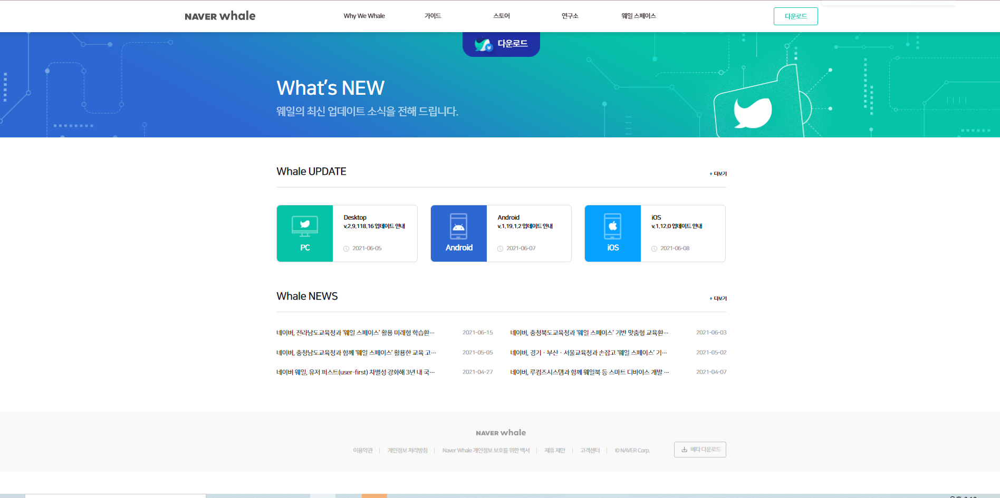 NAVER whale
Why We Whale
가이드
스토어
연구소
웨일 스페이스
다운로드
다운로드
What's NEW
웨일의 최신 업데이트 소식을 전해 드립니다.
Whale UPDATE
+ 더보기
PC
Desktop
v.2.9.118.16 업데이트 안내
2021-06-05
Android
Android
v.1.19.1.2 업데이트 안내
2021-06-07
iOS
iOS
v.1.12.0 업데이트 안내
2021-06-08
Whale NEWS
+ 더보기
네이버, 전라남도교육청과 '웨일 스페이스' 활용 미래형 학습환…
2021-06-15
네이버, 충청북도교육청과 '웨일 스페이스' 기반 맞춤형 교육환…
2021-06-03
네이버, 충청남도교육청과 함께 '웨일 스페이스' 활용한 교육 고…
2021-05-05
네이버, 경기 · 부산 · 서울교육청과 손잡고 '웨일 스페이스' 기…
2021-05-02
네이버 웨일, 유저 퍼스트(user-first) 차별성 강화해 3년 내 국…
2021-04-27
네이버, 루컴즈시스템과 함께 웨일북 등 스마트 디바이스 개발 …
2021-04-07
NAVER whale
이용약관
개인정보 처리방침
Naver Whale 개인정보 보호를 위한 백서
제휴 제안
고객센터
© NAVER Corp.
베타 다운로드